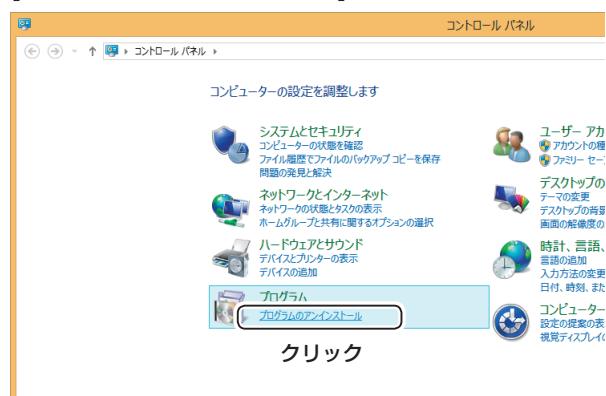 コントロール パネル
コントロール パネル
コンピューターの設定を調整します
システムとセキュリティ
コンピューターの状態を確認
ファイル履歴でファイルのバックアップ コピーを保存
問題の発見と解決
ネットワークとインターネット
ネットワークの状態とタスクの表示
ホームグループと共有に関するオプションの選択
ハードウェアとサウンド
デバイスとプリンターの表示
デバイスの追加
プログラム
プログラムのアンインストール
クリック
ユーザー アカ
アカウントの種
ファミリー セー
デスクトップの
テーマの変更
デスクトップの背景
画面の解像度の
時計、言語、
言語の追加
入力方法の変更
日付、時刻、また
コンピューター
設定の提案の表
視覚ディスプレイの